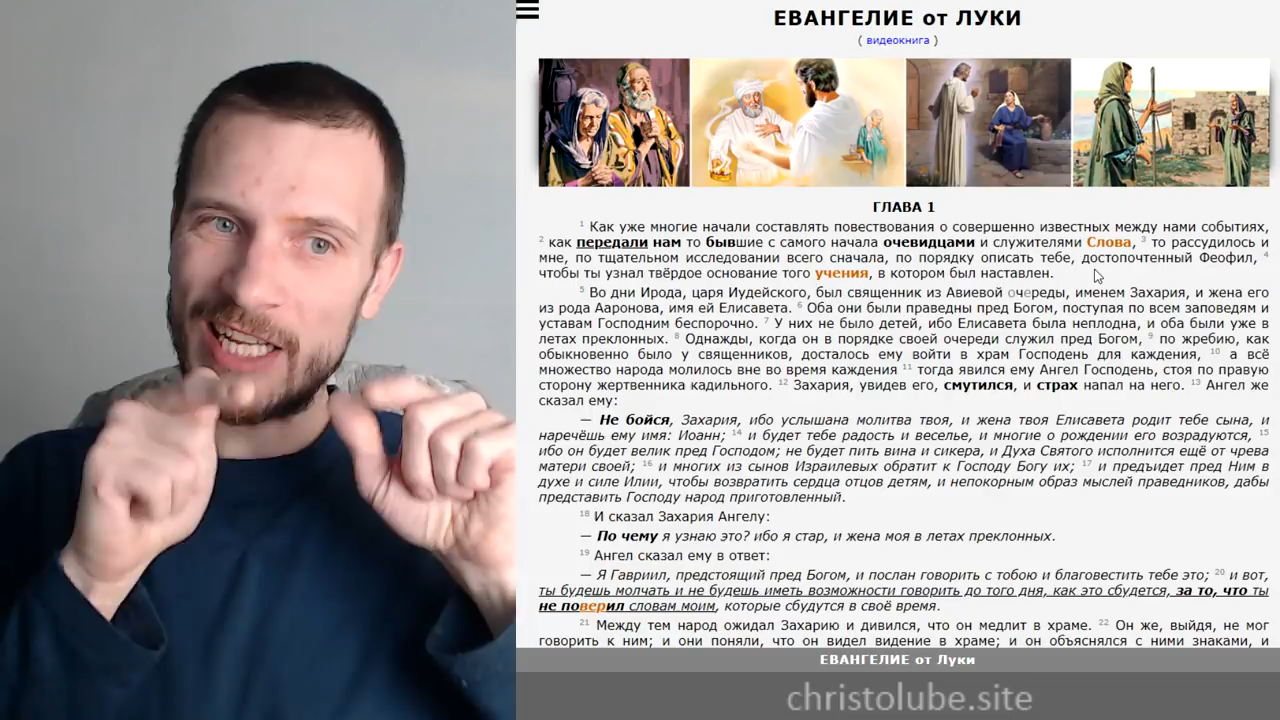 ЕВАНГЕЛИЕ от ЛУКИ
( видеокнига )
ГЛАВА 1
1 Как уже многие начали составлять повествования о совершенно известных между нами событиях,
2 как передали нам то бывшие с самого начала очевидцами и служителями Слова, 3 то рассудилось и
мне, по тщательном исследовании всего сначала, по порядку описать тебе, достопочтенный Феофил, 4
чтобы ты узнал твёрдое основание того учения, в котором был наставлен.
5 Во дни Ирода, царя Иудейского, был священник из Авиевой очереды, именем Захария, и жена его
из рода Ааронова, имя ей Елисавета. 6 Оба они были праведны пред Богом, поступая по всем заповедям и
уставам Господним беспорочно. 7 У них не было детей, ибо Елисавета была неплодна, и оба были уже в
летах преклонных. 8 Однажды, когда он в порядке своей очереди служил пред Богом, 9 по жребию, как
обыкновенно было у священников, досталось ему войти в храм Господень для каждения, 10 а всё
множество народа молилось вне во время каждения 11 тогда явился ему Ангел Господень, стоя по правую
сторону жертвенника кадильного. 12 Захария, увидев его, смутился, и страх напал на него. 13 Ангел же
сказал ему:
— Не бойся, Захария, ибо услышана молитва твоя, и жена твоя Елисавета родит тебе сына, и
наречёшь ему имя: Иоанн; 14 и будет тебе радость и веселье, и многие о рождении его возрадуются, 15
ибо он будет велик пред Господом; не будет пить вина и сикера, и Духа Святого исполнится ещё от чрева
матери своей; 16 и многих из сынов Израилевых обратит к Господу Богу их; 17 и предъидет пред Ним в
духе и силе Илии, чтобы возвратить сердца отцов детям, и непокорным образ мыслей праведников, дабы
представить Господу народ приготовленный.
18 И сказал Захария Ангелу:
— По чему я узнаю это? ибо я стар, и жена моя в летах преклонных.
19 Ангел сказал ему в ответ:
— Я Гавриил, предстоящий пред Богом, и послан говорить с тобою и благовестить тебе это; 20 и вот,
ты будешь молчать и не будешь иметь возможности говорить до того дня, как это сбудется, за то, что ты
не поверил словам моим, которые сбудутся в своё время.
21 Между тем народ ожидал Захарию и дивился, что он медлит в храме. 22 Он же, выйдя, не мог
говорить к ним; и они поняли, что он видел видение в храме; и он объяснялся с ними знаками, и
ЕВАНГЕЛИЕ от Луки
christolube.site